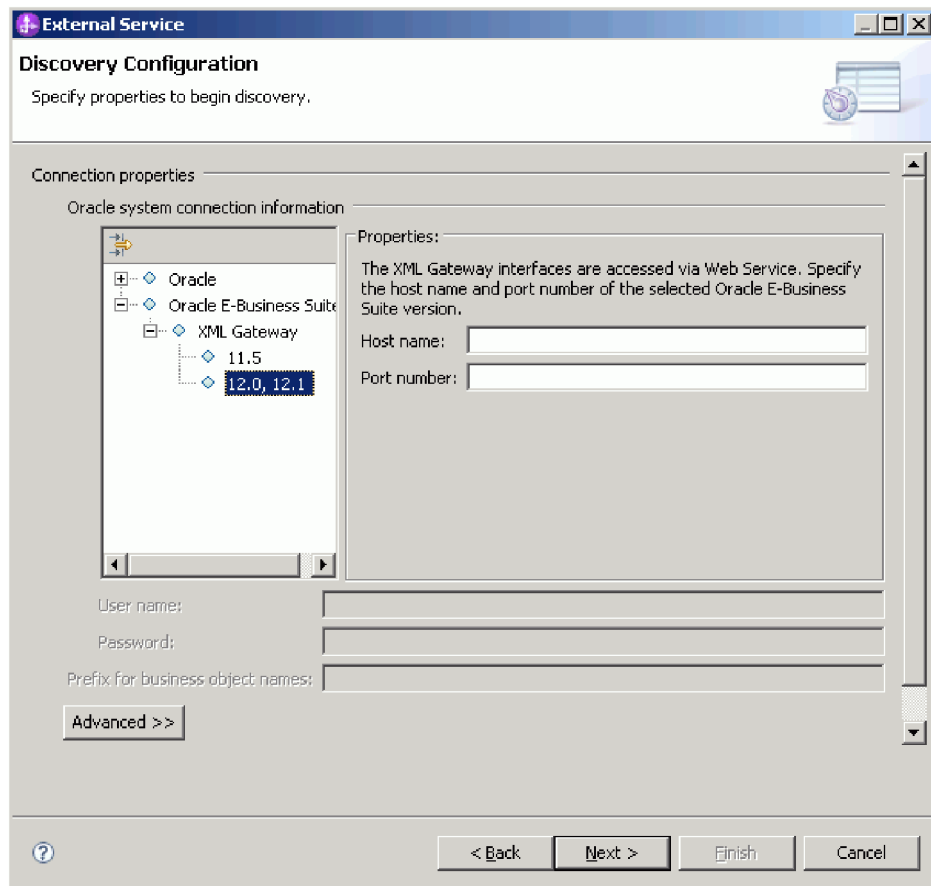 External Service
Discovery Configuration
Specify properties to begin discovery.
Connection properties
Oracle system connection information
Oracle
Oracle E-Business Suite
XML Gateway
11.5
12.0, 12.1
Properties:
The XML Gateway interfaces are accessed via Web Service. Specify
the host name and port number of the selected Oracle E-Business
Suite version.
Host name:
Port number:
User name:
Password:
Prefix for business object names:
Advanced >>
< Back
Next >
Finish
Cancel